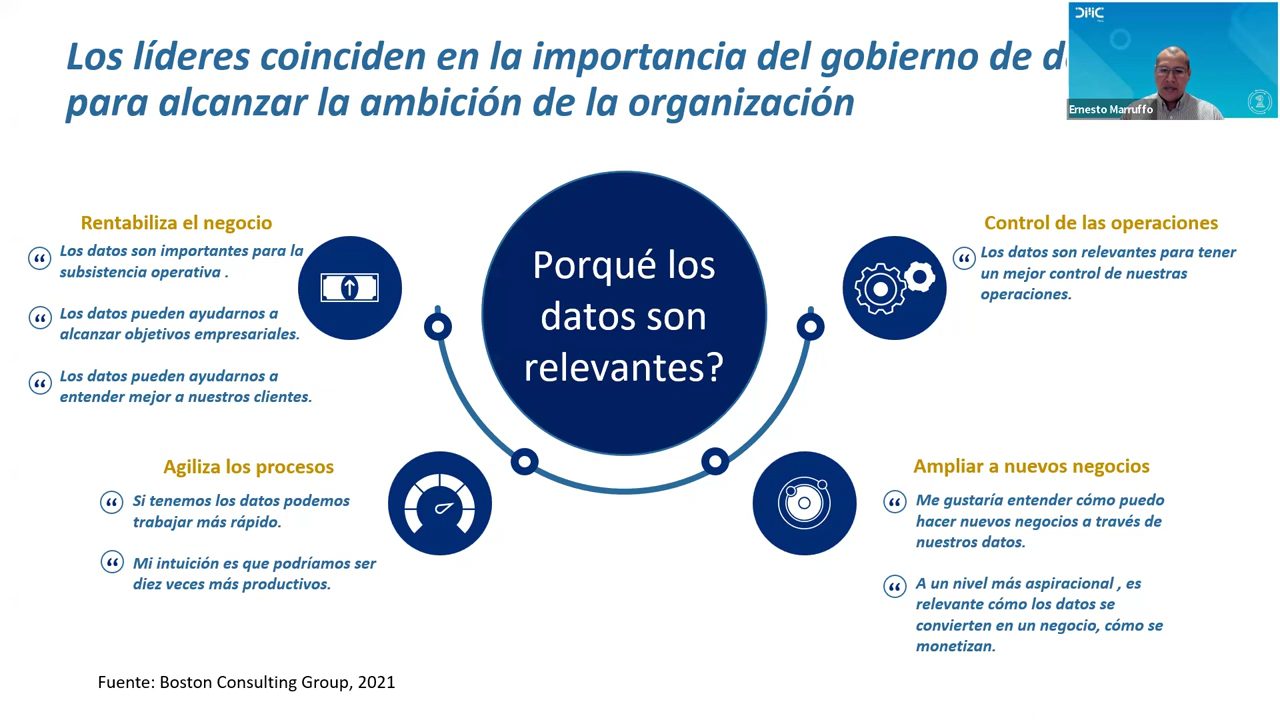 Los líderes coinciden en la importancia del gobierno de
para alcanzar la ambición de la organización
DMC
Ernesto Marruffo
Rentabiliza el negocio
Los datos son importantes para la
subsistencia operativa .
Los datos pueden ayudarnos a
alcanzar objetivos empresariales.
Los datos pueden ayudarnos a
entender mejor a nuestros clientes.
Porqué los
datos son
relevantes?
Control de las operaciones
Los datos son relevantes para tener
un mejor control de nuestras
operaciones.
Agiliza los procesos
Si tenemos los datos podemos
trabajar más rápido.
Mi intuición es que podríamos ser
diez veces más productivos.
Ampliar a nuevos negocios
Me gustaría entender cómo puedo
hacer nuevos negocios a través de
nuestros datos.
A un nivel más aspiracional , es
relevante cómo los datos se
convierten en un negocio, cómo se
monetizan.
Fuente: Boston Consulting Group, 2021